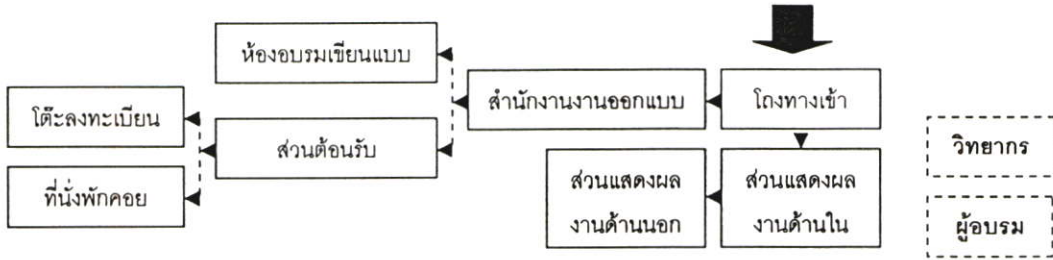 ห้องอบรมเขียนแบบ
สำนักงานงานออกแบบ
โถงทางเข้า
โต๊ะลงทะเบียน
ส่วนต้อนรับ
ที่นั่งพักคอย
ส่วนแสดงผล
งานด้านนอก
ส่วนแสดงผล
งานด้านใน
วิทยากร
ผู้อบรม